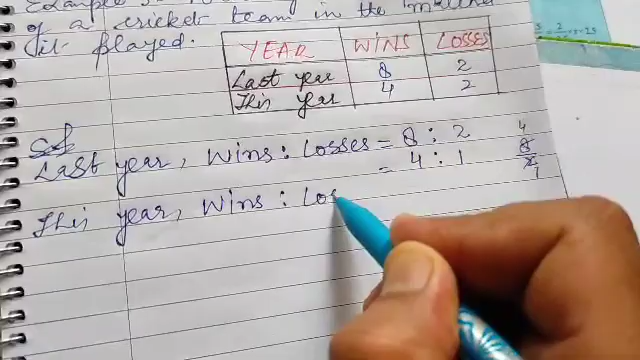 of a cricket team in the matches
it played.
YEAR WINS LOSSES
Last year 8 2
This year 4 2
Sol
Last year, Wins : Losses = 8 : 2
= 4 : 1
4
8
2
1
This year, Wins : Los